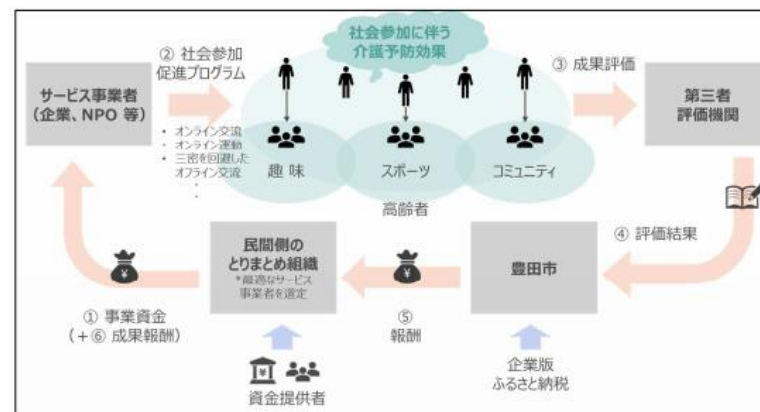 社会参加に伴う
介護予防効果
② 社会参加
促進プログラム
③ 成果評価
サービス事業者
(企業、NPO 等)
第三者
評価機関
• オンライン交流
• オンライン運動
• 三密を回避した
オフライン交流
・
・
趣味
スポーツ
コミュニティ
高齢者
④ 評価結果
民間側の
とりまとめ組織
*最適なサービス
事業者を選定
豊田市
¥
¥
① 事業資金
(+⑥ 成果報酬)
⑤
報酬
¥
資金提供者
企業版
ふるさと納税